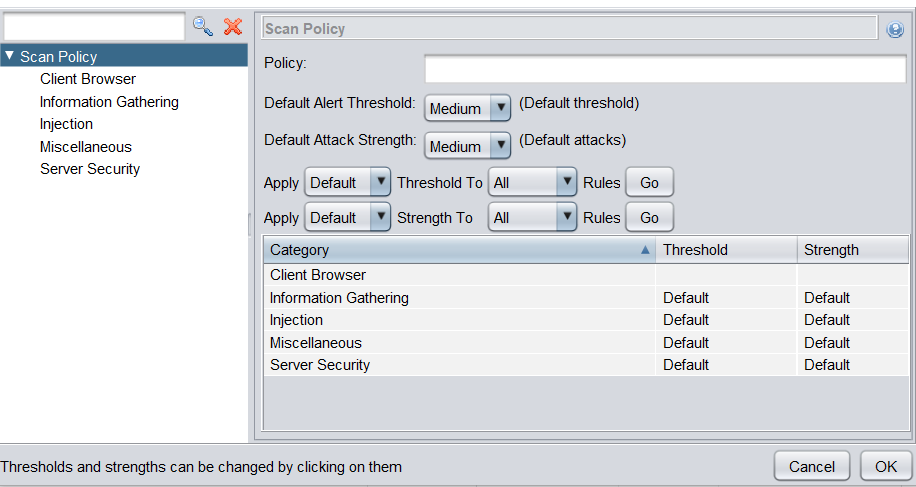 Scan Policy
Client Browser
Information Gathering
Injection
Miscellaneous
Server Security
Scan Policy
Policy:
Default Alert Threshold: Medium (Default threshold)
Default Attack Strength: Medium (Default attacks)
Apply Default Threshold To All Rules Go
Apply Default Strength To All Rules Go
Category Threshold Strength
Client Browser
Information Gathering Default Default
Injection Default Default
Miscellaneous Default Default
Server Security Default Default
Thresholds and strengths can be changed by clicking on them Cancel OK